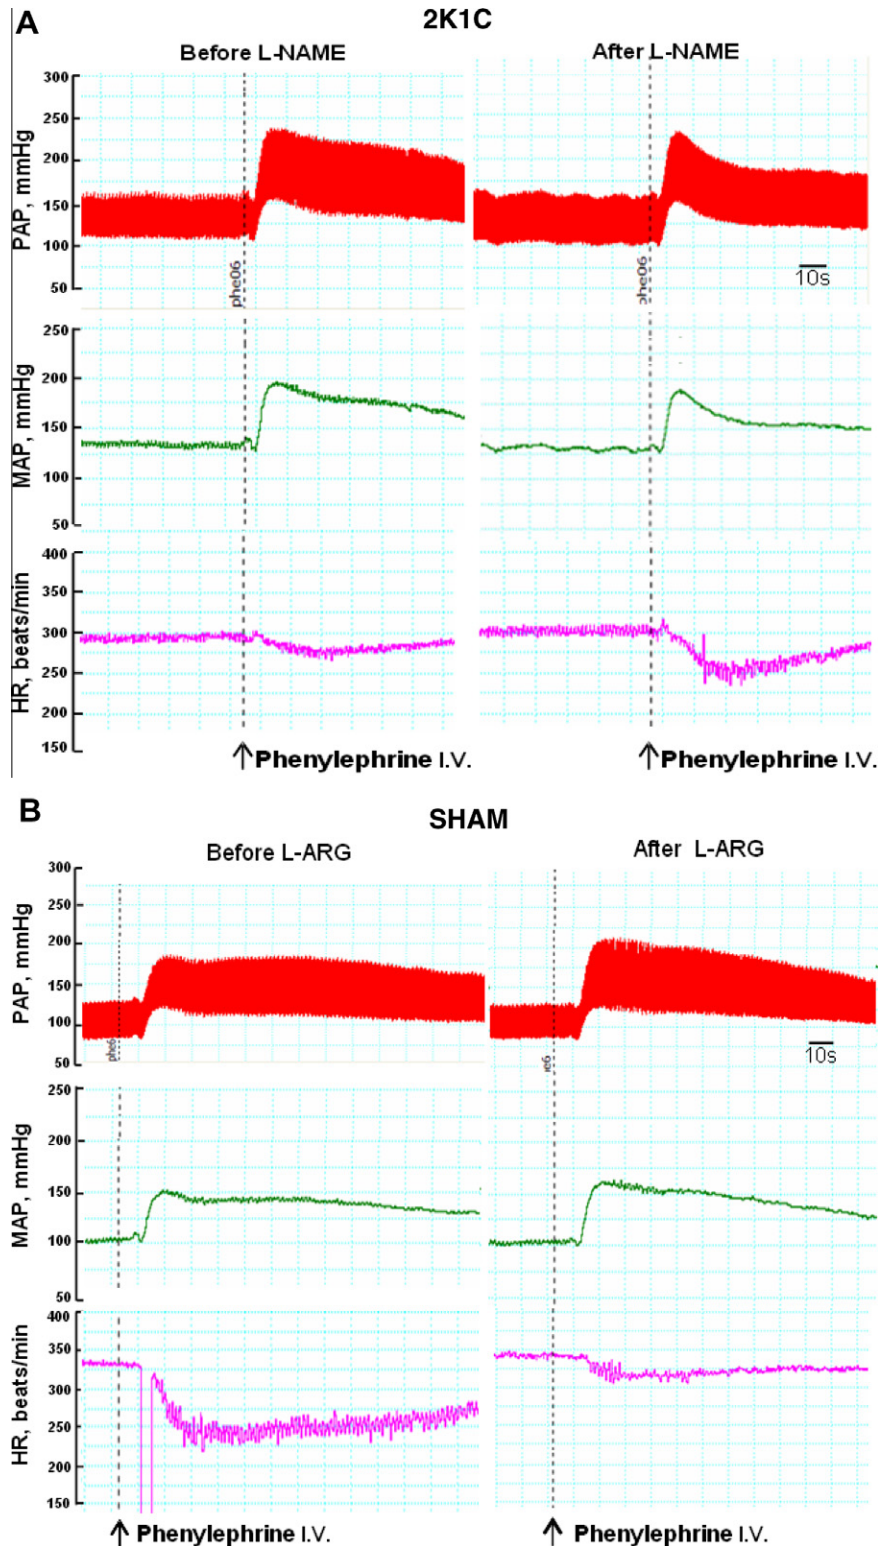 A
2K1C
Before L-NAME
After L-NAME
PAP, mmHg
300
250
200
150
100
50
phe06
phe06
10s
MAP, mmHg
250
200
150
100
50
HR, beats/min
400
350
300
250
200
150
↑ Phenylephrine I.V.
↑ Phenylephrine I.V.
B
SHAM
Before L-ARG
After L-ARG
PAP, mmHg
300
250
200
150
100
50
phe6
ıe6
10s
MAP, mmHg
250
200
150
100
50
HR, beats/min
400
350
300
250
200
150
↑ Phenylephrine I.V.
↑ Phenylephrine I.V.